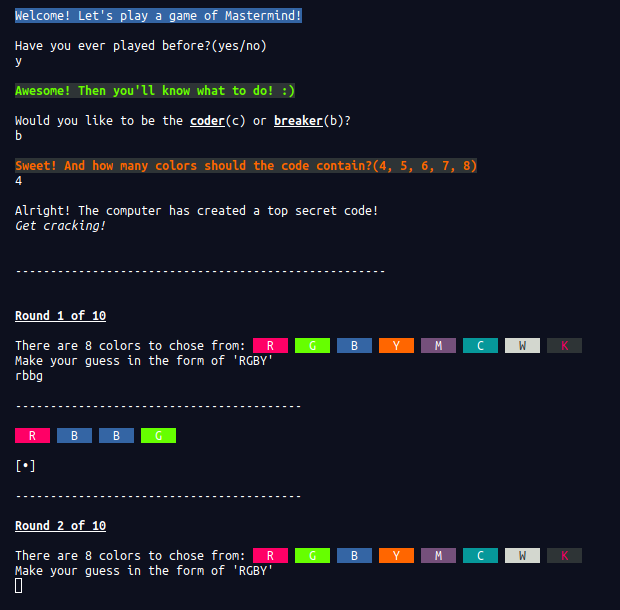 Welcome! Let's play a game of Mastermind!
Have you ever played before?(yes/no)
y
Awesome! Then you'll know what to do! :)
Would you like to be the coder(c) or breaker(b)?
b
Sweet! And how many colors should the code contain?(4, 5, 6, 7, 8)
4
Alright! The computer has created a top secret code!
Get cracking!
-----------------------------------------------------
Round 1 of 10
There are 8 colors to chose from: R G B Y M C W K
Make your guess in the form of 'RGBY'
rbbg
-----------------------------------------
R B B G
[•]
-----------------------------------------
Round 2 of 10
There are 8 colors to chose from: R G B Y M C W K
Make your guess in the form of 'RGBY'